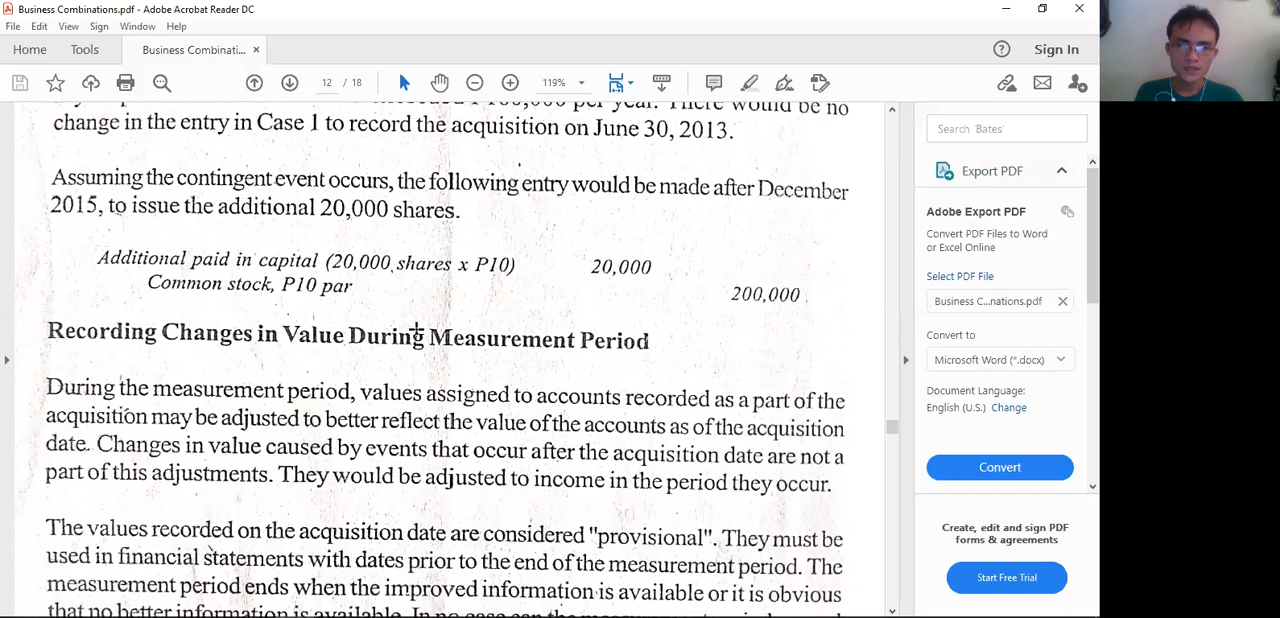 Business Combinations.pdf - Adobe Acrobat Reader DC
File Edit View Sign Window Help
Home Tools Business Combinati... × Sign In
12 / 18 119%
per year. There would be no
change in the entry in Case 1 to record the acquisition on June 30, 2013.
Assuming the contingent event occurs, the following entry would be made after December
2015, to issue the additional 20,000 shares.
Additional paid in capital (20,000 shares x P10) 20,000
Common stock, P10 par 200,000
Recording Changes in Value During Measurement Period
During the measurement period, values assigned to accounts recorded as a part of the
acquisition may be adjusted to better reflect the value of the accounts as of the acquisition
date. Changes in value caused by events that occur after the acquisition date are not a
part of this adjustments. They would be adjusted to income in the period they occur.
The values recorded on the acquisition date are considered "provisional". They must be
used in financial statements with dates prior to the end of the measurement period. The
measurement period ends when the improved information is available or it is obvious
that no better information is available. In no case can the
Search 'Bates'
Export PDF
Adobe Export PDF
Convert PDF Files to Word
or Excel Online
Select PDF File
Business C...nations.pdf
Convert to
Microsoft Word (*.docx)
Document Language:
English (U.S.) Change
Convert
Create, edit and sign PDF
forms & agreements
Start Free Trial